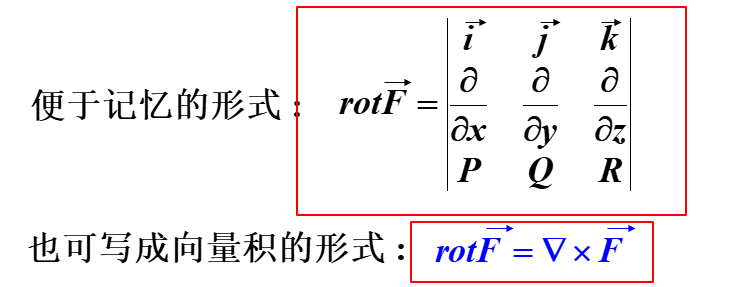 便于记忆的形式：
$rot\vec{F} = \begin{vmatrix} \vec{i} & \vec{j} & \vec{k} \\ \frac{\partial}{\partial x} & \frac{\partial}{\partial y} & \frac{\partial}{\partial z} \\ P & Q & R \end{vmatrix}$
也可写成向量积的形式：$rot\vec{F} = \nabla \times \vec{F}$